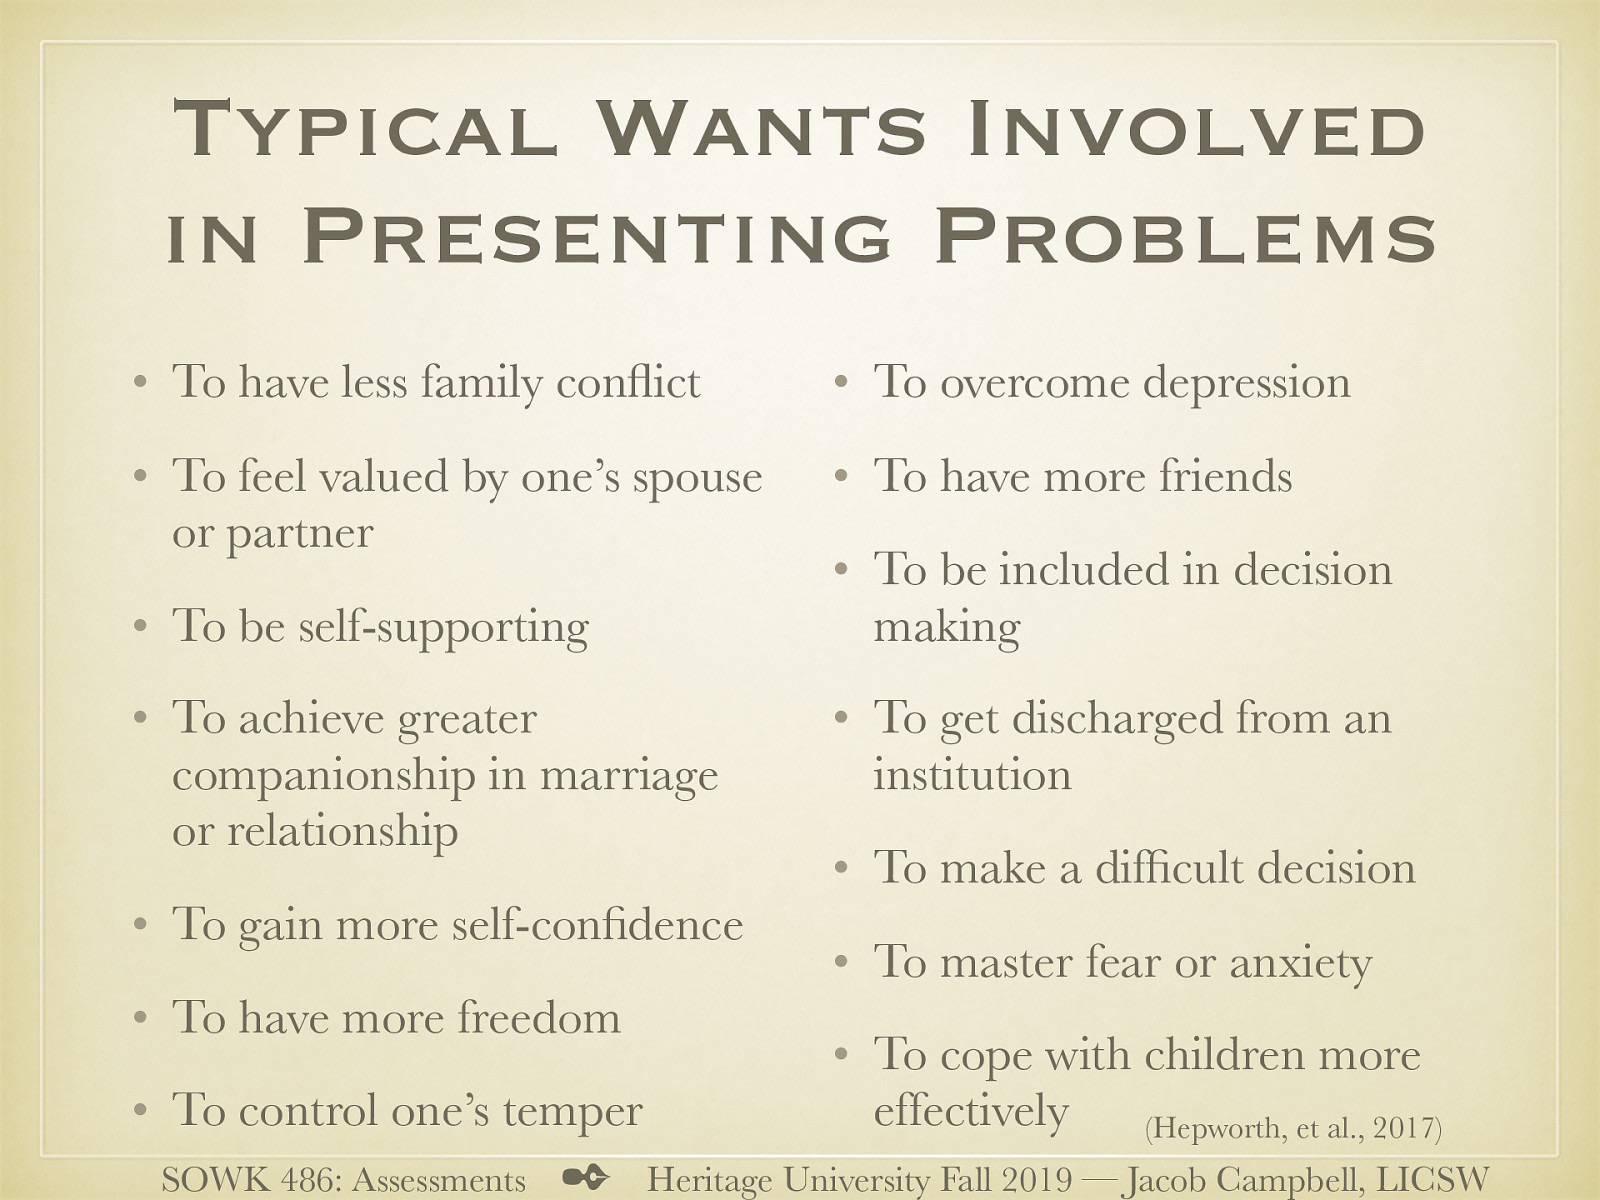 TYPICAL WANTS INVOLVED
IN PRESENTING PROBLEMS
• To have less family conflict
• To feel valued by one’s spouse
or partner
• To be self-supporting
• To achieve greater
companionship in marriage
or relationship
• To gain more self-confidence
• To have more freedom
• To control one’s temper
• To overcome depression
• To have more friends
• To be included in decision
making
• To get discharged from an
institution
• To make a difficult decision
• To master fear or anxiety
• To cope with children more
effectively
(Hepworth, et al., 2017)
SOWK 486: Assessments ✒ Heritage University Fall 2019 — Jacob Campbell, LICSW